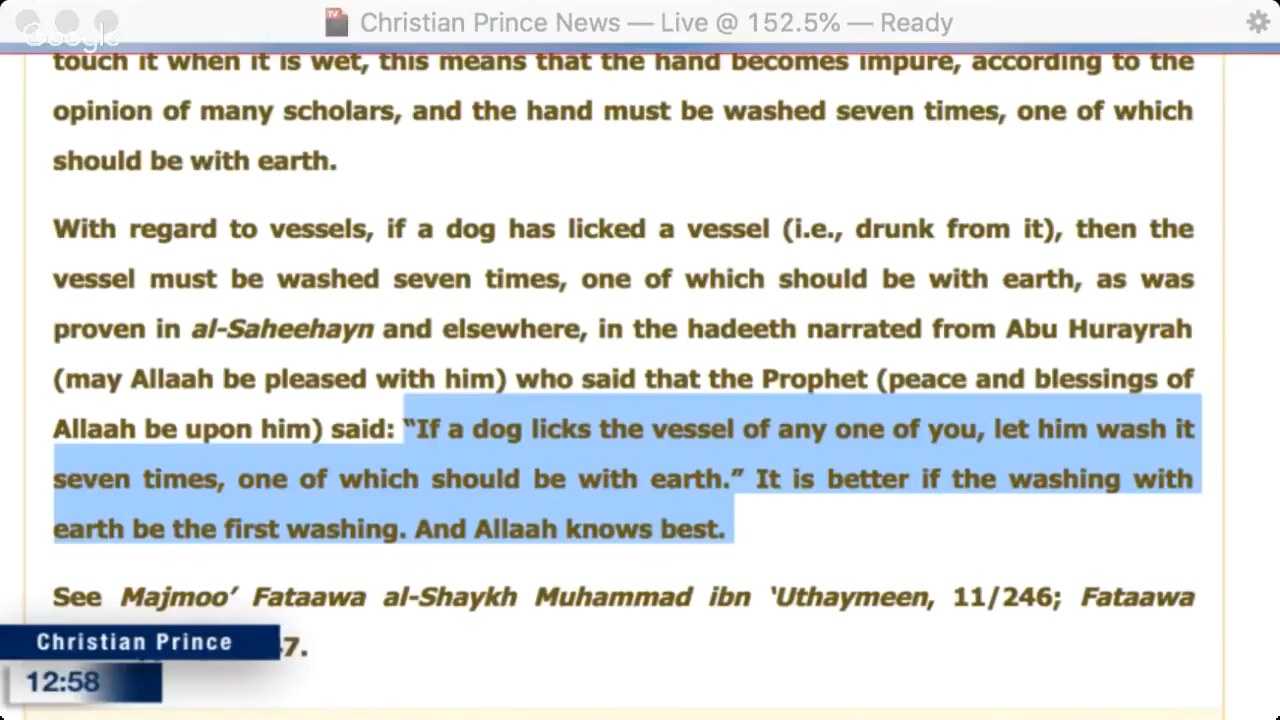 Google
TV
Christian Prince News — Live @ 152.5% — Ready
touch it when it is wet, this means that the hand becomes impure, according to the
opinion of many scholars, and the hand must be washed seven times, one of which
should be with earth.
With regard to vessels, if a dog has licked a vessel (i.e., drunk from it), then the
vessel must be washed seven times, one of which should be with earth, as was
proven in al-Saheehayn and elsewhere, in the hadeeth narrated from Abu Hurayrah
(may Allaah be pleased with him) who said that the Prophet (peace and blessings of
Allaah be upon him) said: “If a dog licks the vessel of any one of you, let him wash it
seven times, one of which should be with earth.” It is better if the washing with
earth be the first washing. And Allaah knows best.
See Majmoo’ Fataawa al-Shaykh Muhammad ibn ‘Uthaymeen, 11/246; Fataawa
7.
Christian Prince
12:58